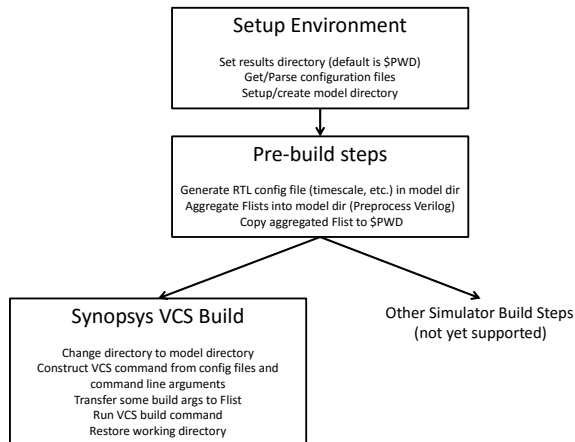 Setup Environment
Set results directory (default is $PWD)
Get/Parse configuration files
Setup/create model directory
Pre-build steps
Generate RTL config file (timescale, etc.) in model dir
Aggregate Flists into model dir (Preprocess Verilog)
Copy aggregated Flist to $PWD
Synopsys VCS Build
Change directory to model directory
Construct VCS command from config files and
command line arguments
Transfer some build args to Flist
Run VCS build command
Restore working directory
Other Simulator Build Steps
(not yet supported)